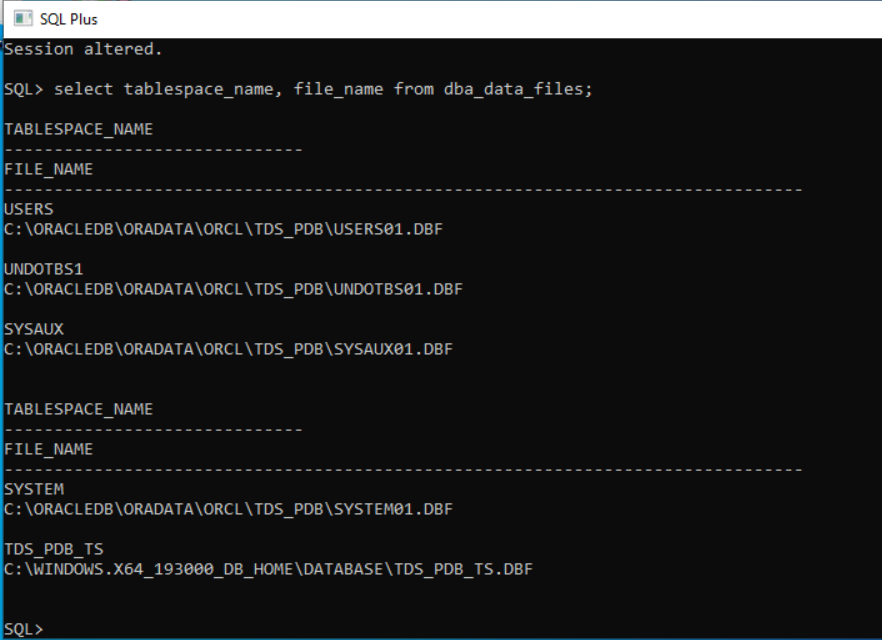 SQL Plus
Session altered.
SQL> select tablespace_name, file_name from dba_data_files;
TABLESPACE_NAME
------------------------------
FILE_NAME
--------------------------------------------------------------------------------
USERS
C:\ORACLEDB\ORADATA\ORCL\TDS_PDB\USERS01.DBF
UNDOTBS1
C:\ORACLEDB\ORADATA\ORCL\TDS_PDB\UNDOTBS01.DBF
SYSAUX
C:\ORACLEDB\ORADATA\ORCL\TDS_PDB\SYSAUX01.DBF
TABLESPACE_NAME
------------------------------
FILE_NAME
--------------------------------------------------------------------------------
SYSTEM
C:\ORACLEDB\ORADATA\ORCL\TDS_PDB\SYSTEM01.DBF
TDS_PDB_TS
C:\WINDOWS.X64_193000_DB_HOME\DATABASE\TDS_PDB_TS.DBF
SQL>